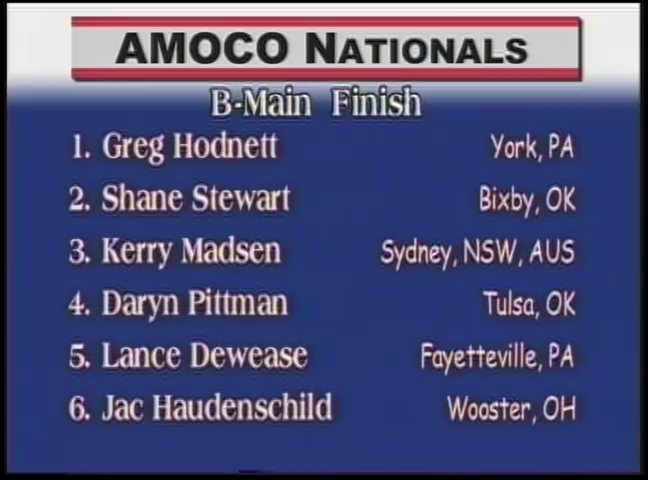 AMOCO NATIONALS
B-Main Finish
1. Greg Hodnett York, PA
2. Shane Stewart Bixby, OK
3. Kerry Madsen Sydney, NSW, AUS
4. Daryn Pittman Tulsa, OK
5. Lance Dewease Fayetteville, PA
6. Jac Haudenschild Wooster, OH